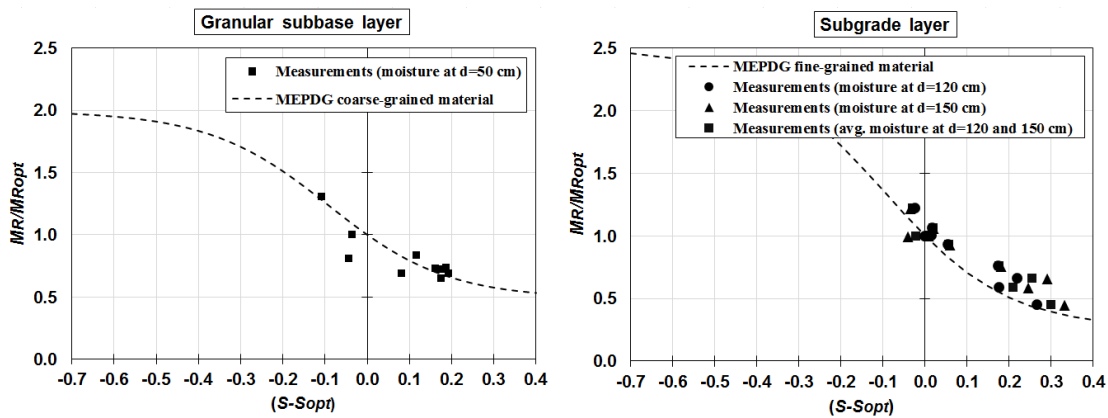 Granular subbase layer
2.5
2.0
1.5
1.0
0.5
0.0
MR/MRopt
Measurements (moisture at d=50 cm)
MEPDG coarse-grained material
-0.7 -0.6 -0.5 -0.4 -0.3 -0.2 -0.1 0.0 0.1 0.2 0.3 0.4
(S-Sopt)
Subgrade layer
2.5
2.0
1.5
1.0
0.5
0.0
MR/MRopt
MEPDG fine-grained material
Measurements (moisture at d=120 cm)
Measurements (moisture at d=150 cm)
Measurements (avg. moisture at d=120 and 150 cm)
-0.7 -0.6 -0.5 -0.4 -0.3 -0.2 -0.1 0.0 0.1 0.2 0.3 0.4
(S-Sopt)